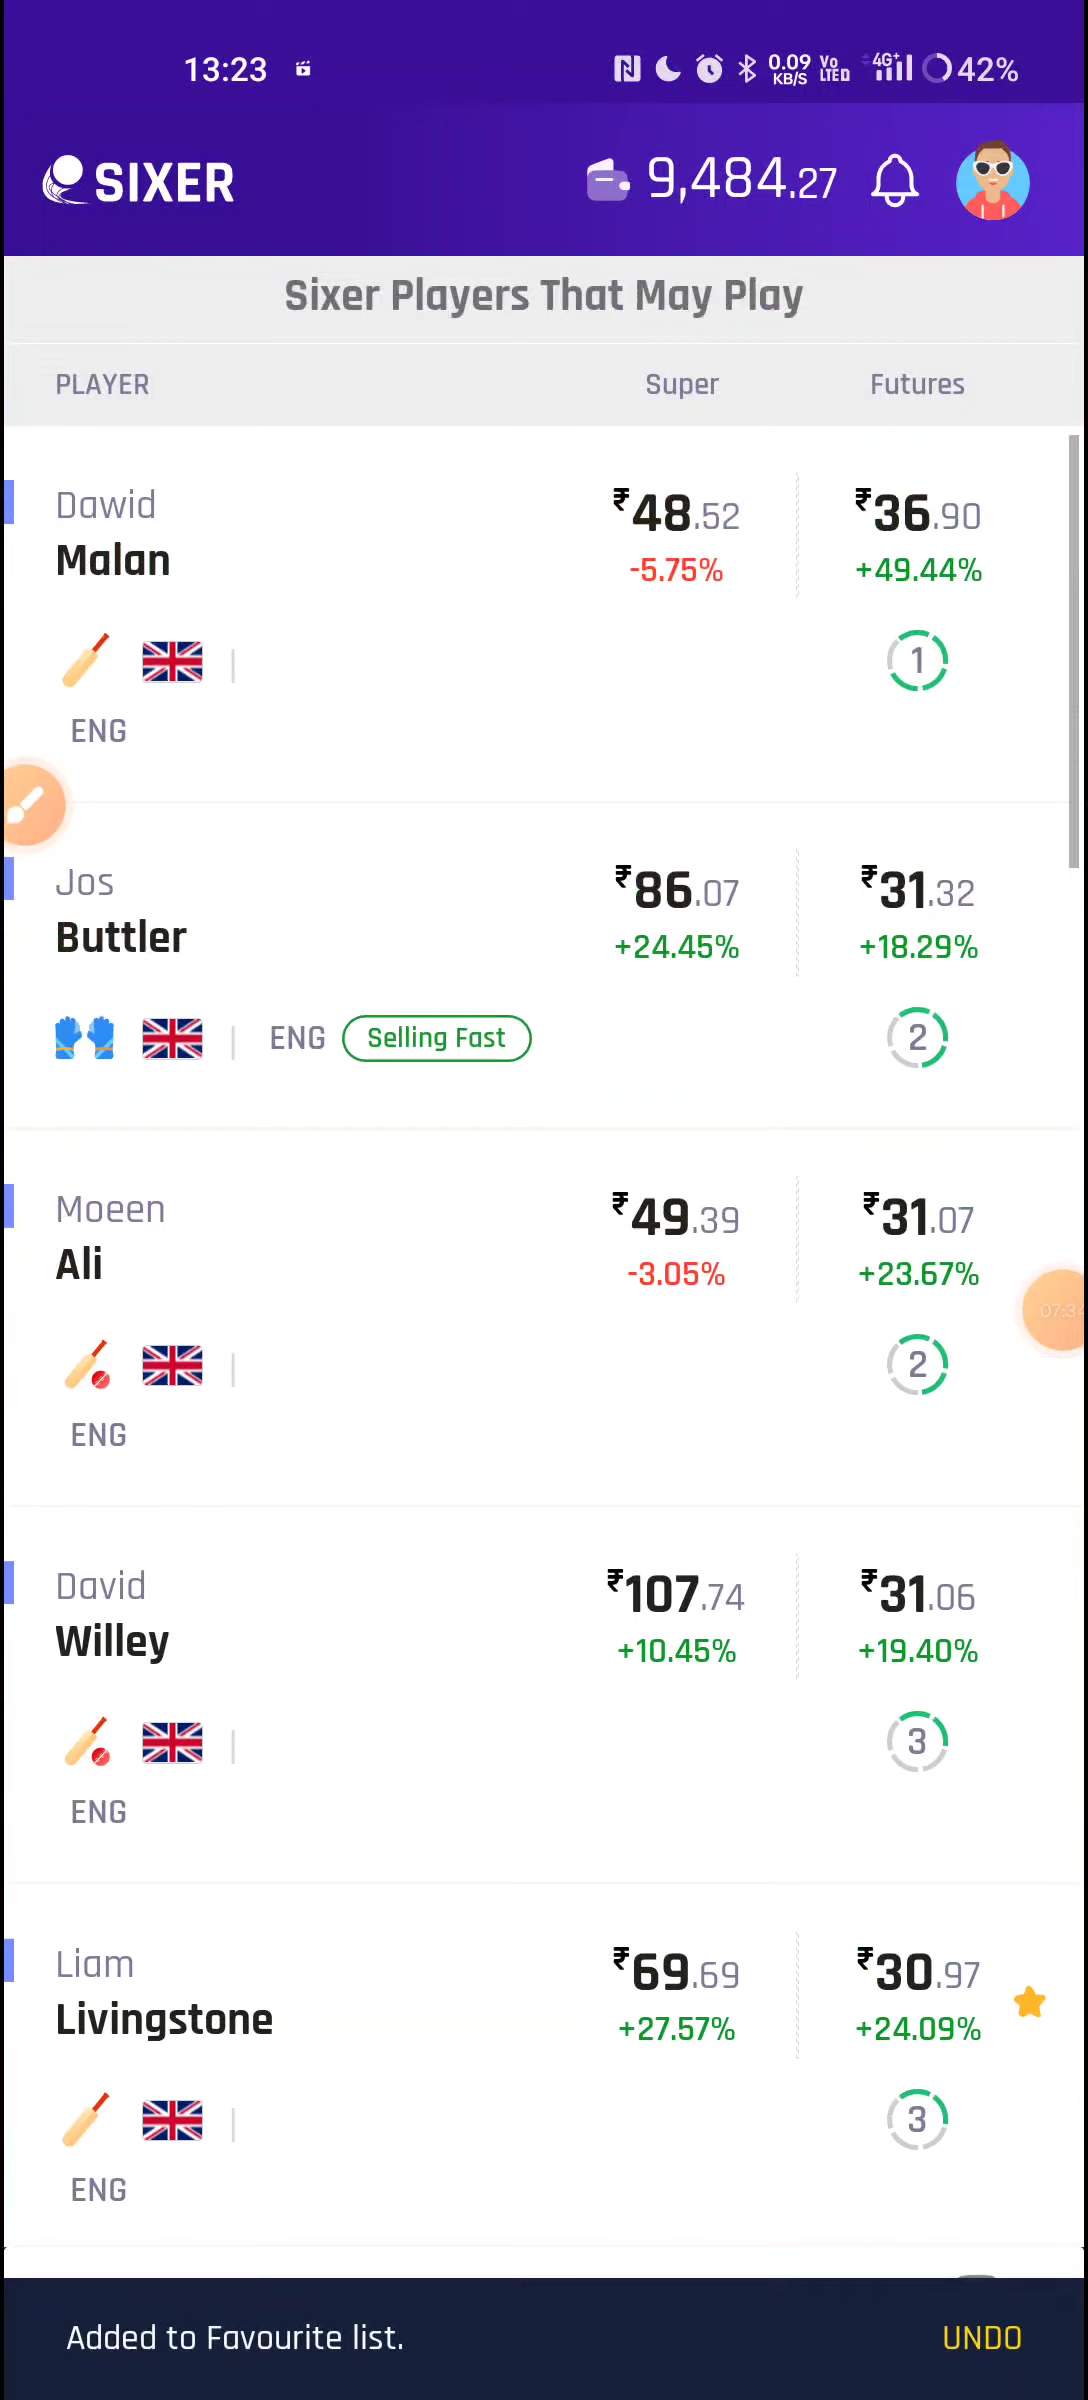 13:23 0.09 KB/S Vo LTE 4G+ 42%
SIXER 9,484.27
Sixer Players That May Play
PLAYER Super Futures
Dawid ₹48.52 ₹36.90
Malan -5.75% +49.44%
1
ENG
Jos ₹86.07 ₹31.32
Buttler +24.45% +18.29%
ENG Selling Fast 2
Moeen ₹49.39 ₹31.07
Ali -3.05% +23.67%
2
ENG
David ₹107.74 ₹31.06
Willey +10.45% +19.40%
3
ENG
Liam ₹69.69 ₹30.97
Livingstone +27.57% +24.09%
3
ENG
Added to Favourite list. UNDO